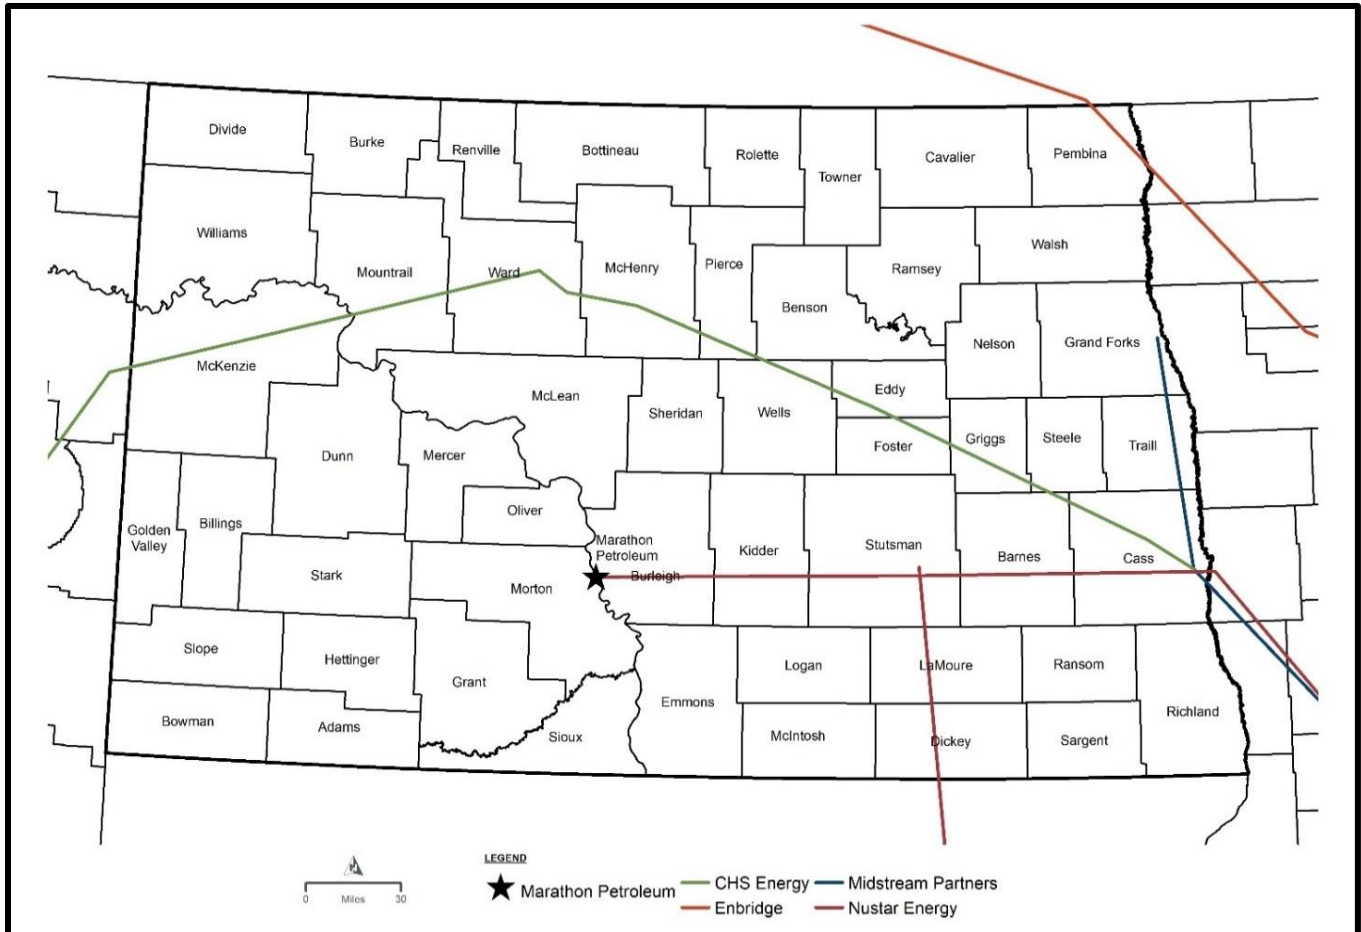 Divide
Burke
Renville
Bottineau
Rolette
Towner
Cavalier
Pembina
Williams
Mountrail
Ward
McHenry
Pierce
Benson
Ramsey
Walsh
McKenzie
McLean
Sheridan
Wells
Eddy
Foster
Nelson
Grand Forks
Griggs
Steele
Traill
Dunn
Mercer
Oliver
Golden
Valley
Billings
Stark
Morton
Marathon
Petroleum
Burleigh
Kidder
Stutsman
Barnes
Cass
Slope
Hettinger
Grant
Bowman
Adams
Sioux
Emmons
Logan
LaMoure
Ransom
Richland
McIntosh
Dickey
Sargent
0 Miles 30
LEGEND
Marathon Petroleum
CHS Energy
Enbridge
Midstream Partners
Nustar Energy